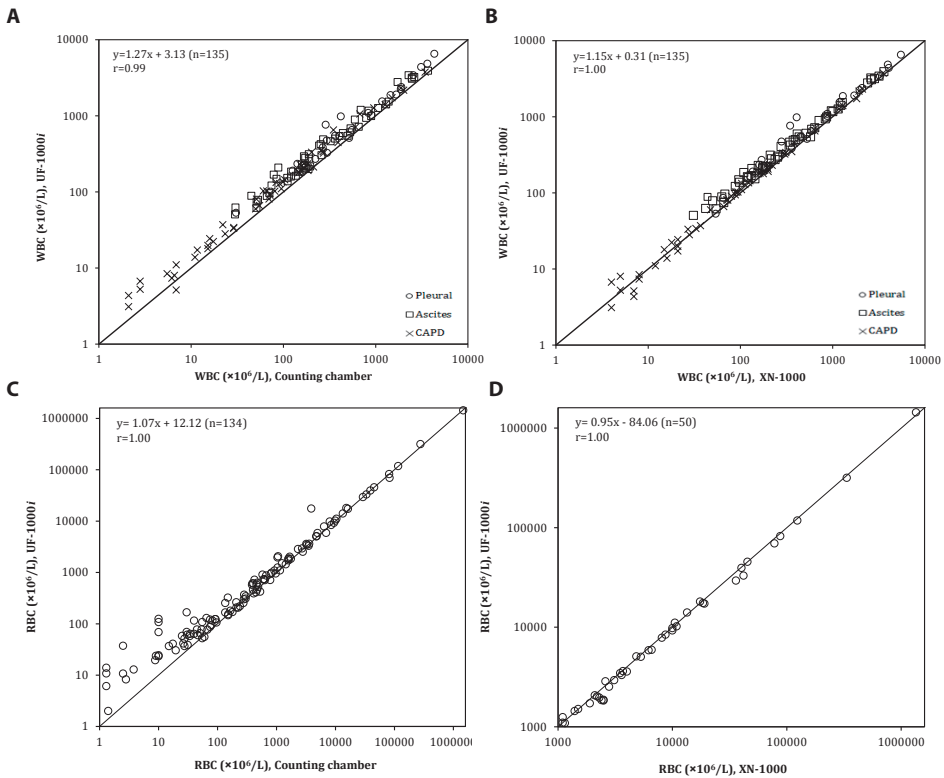 A
10000
1000
100
10
1
y=1.27x + 3.13 (n=135)
r=0.99
WBC (×10⁶/L), UF-1000i
Pleural
Ascites
CAPD
1 10 100 1000 10000
WBC (×10⁶/L), Counting chamber
B
10000
1000
100
10
1
y=1.15x + 0.31 (n=135)
r=1.00
WBC (×10⁶/L), UF-1000i
Pleural
Ascites
CAPD
1 10 100 1000 10000
WBC (×10⁶/L), XN-1000
C
1000000
100000
10000
1000
100
10
1
y= 1.07x + 12.12 (n=134)
r=1.00
RBC (×10⁶/L), UF-1000i
1 10 100 1000 10000 100000 1000000
RBC (×10⁶/L), Counting chamber
D
1000000
100000
10000
1000
y= 0.95x - 84.06 (n=50)
r=1.00
RBC (×10⁶/L), UF-1000i
1000 10000 100000 1000000
RBC (×10⁶/L), XN-1000